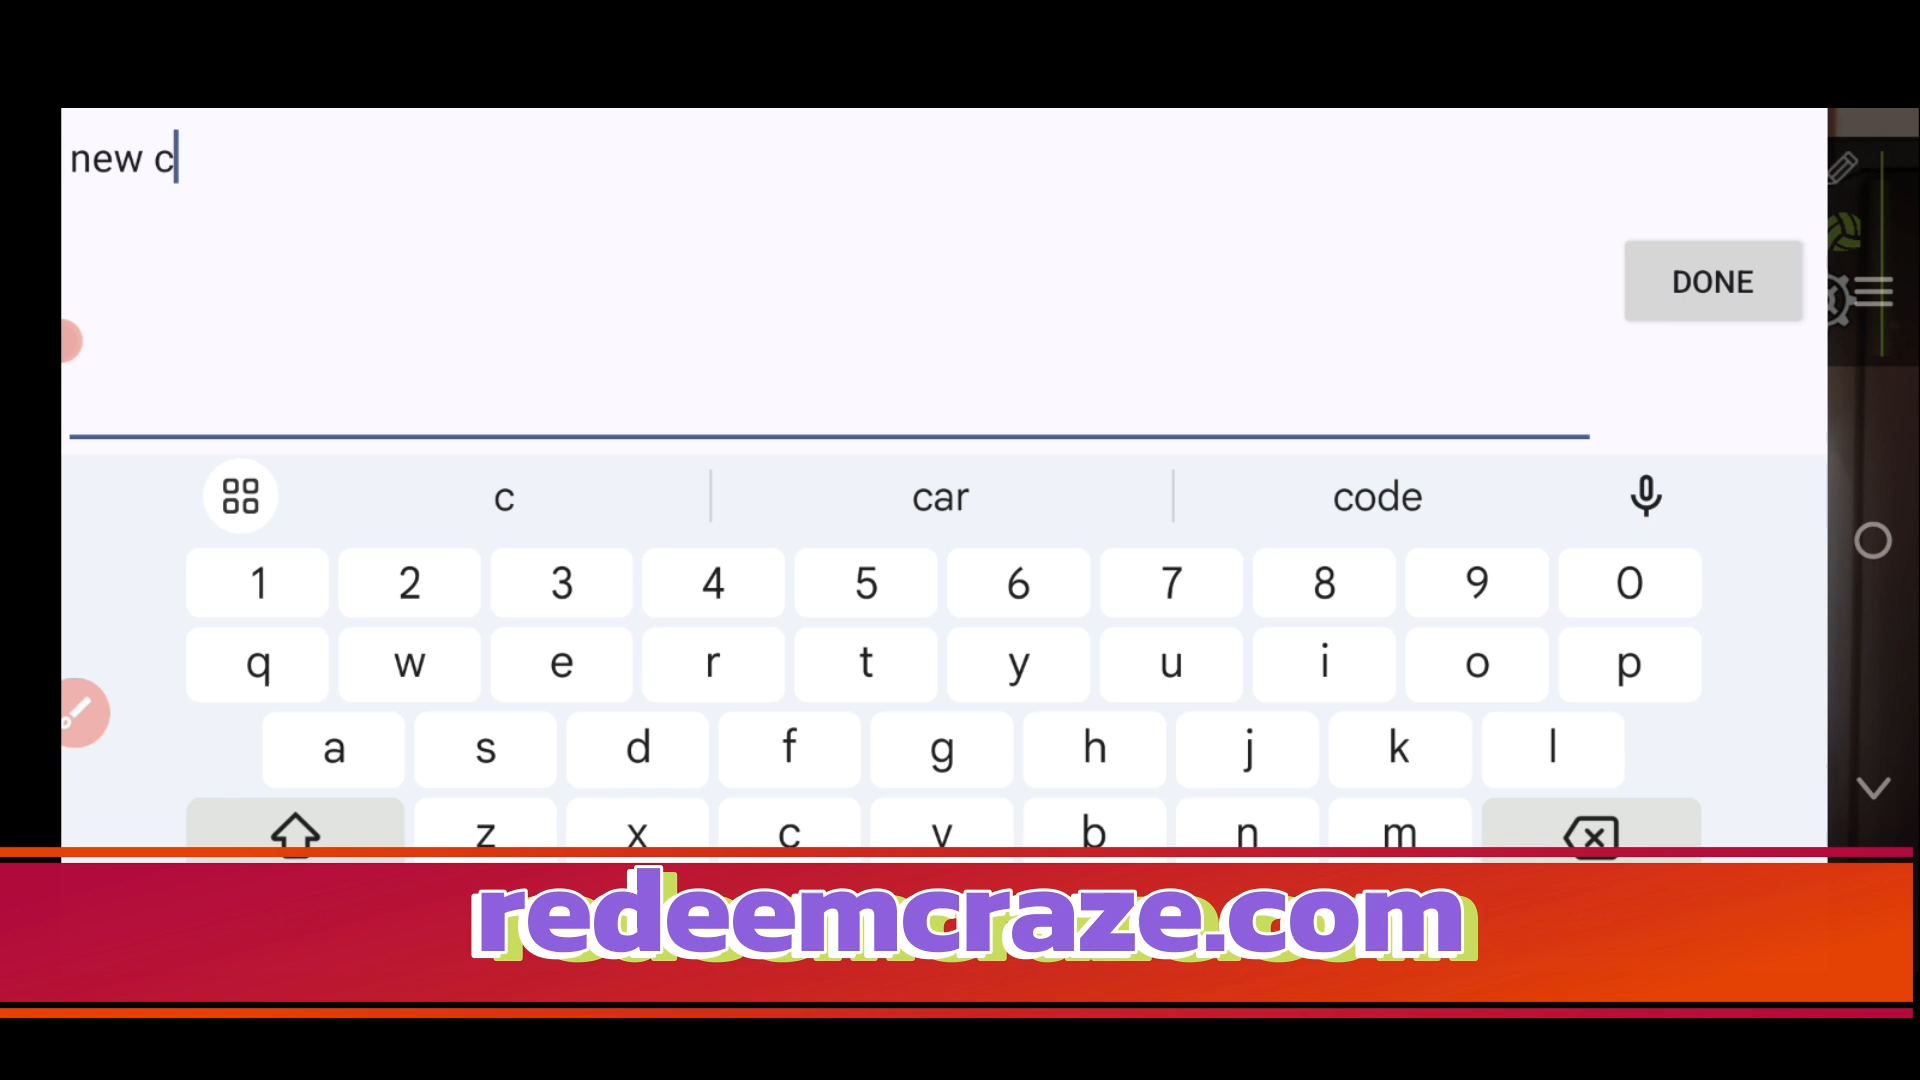 new c
DONE
c car code
1 2 3 4 5 6 7 8 9 0
q w e r t y u i o p
a s d f g h j k l
z x c v b n m
redeemcraze.com